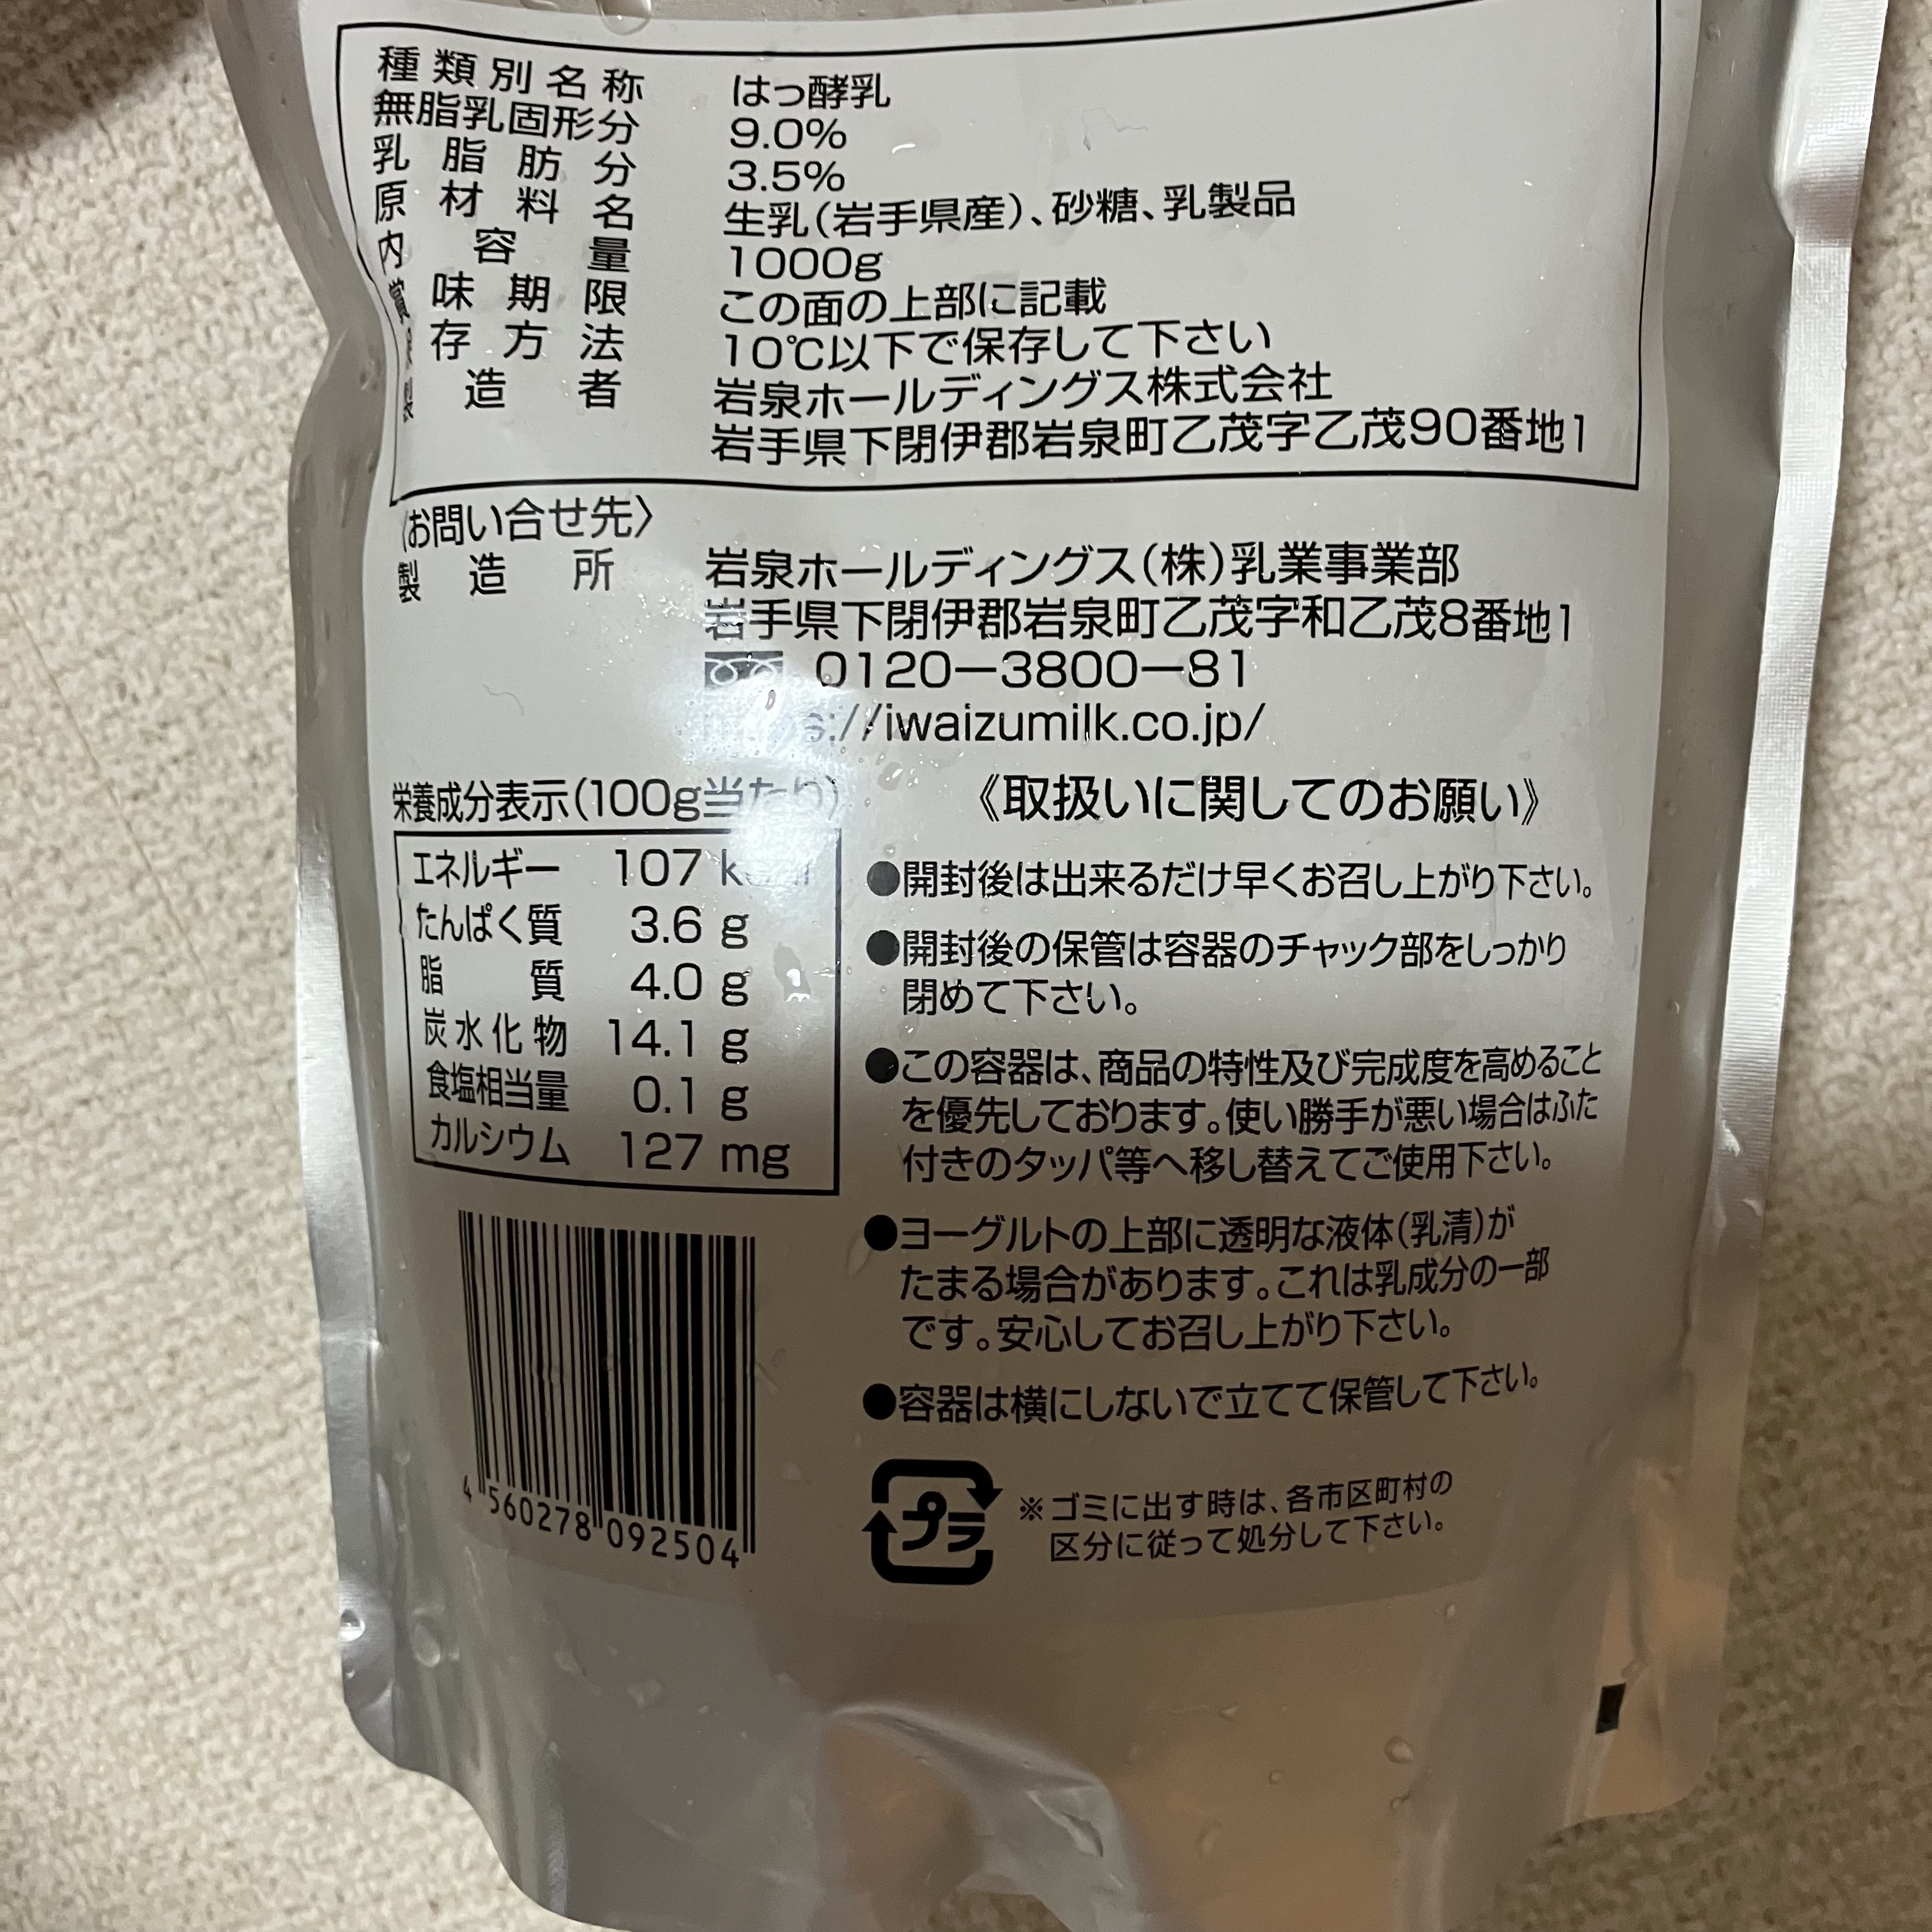 種類別名称 はっ酵乳
無脂乳固形分 9.0%
乳脂肪分 3.5%
原材料名 生乳(岩手県産)、砂糖、乳製品
内容量 1000g
賞味期限 この面の上部に記載
保存方法 10℃以下で保存して下さい
製造者 岩泉ホールディングス株式会社
岩手県下閉伊郡岩泉町乙茂字乙茂90番地1
〈お問い合せ先〉
製造所 岩泉ホールディングス(株)乳業事業部
岩手県下閉伊郡岩泉町乙茂字和乙茂8番地1
0120－3800－81
https://iwaizumilk.co.jp/
栄養成分表示(100g当たり)
エネルギー 107 kcal
たんぱく質 3.6 g
脂質 4.0 g
炭水化物 14.1 g
食塩相当量 0.1 g
カルシウム 127 mg
4 560278 092504
《取扱いに関してのお願い》
●開封後は出来るだけ早くお召し上がり下さい。
●開封後の保管は容器のチャック部をしっかり
閉めて下さい。
●この容器は、商品の特性及び完成度を高めること
を優先しております。使い勝手が悪い場合はふた
付きのタッパ等へ移し替えてご使用下さい。
●ヨーグルトの上部に透明な液体(乳清)が
たまる場合があります。これは乳成分の一部
です。安心してお召し上がり下さい。
●容器は横にしないで立てて保管して下さい。
プラ
※ゴミに出す時は、各市区町村の
区分に従って処分して下さい。